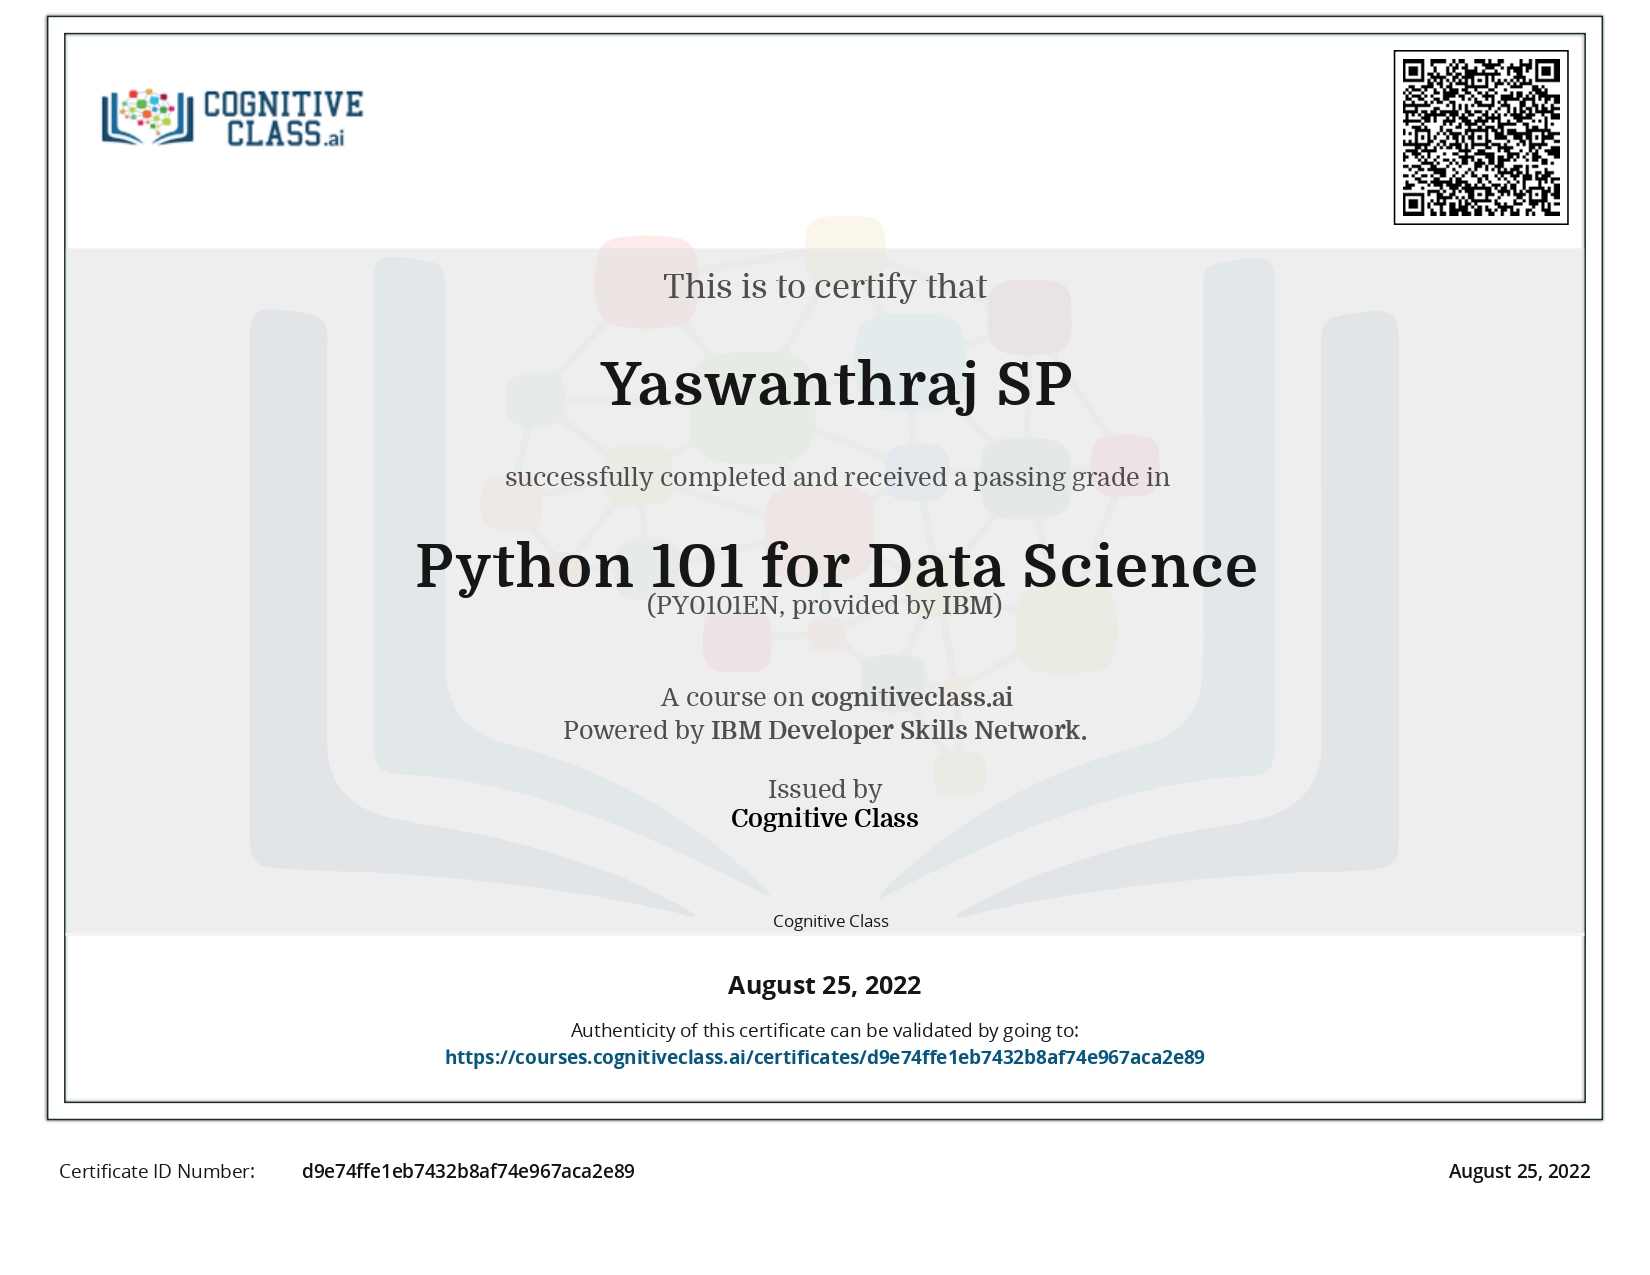 COGNITIVE
CLASS.ai
This is to certify that
Yaswanthraj SP
successfully completed and received a passing grade in
Python 101 for Data Science
(PY0101EN, provided by IBM)
A course on cognitiveclass.ai
Powered by IBM Developer Skills Network.
Issued by
Cognitive Class
Cognitive Class
August 25, 2022
Authenticity of this certificate can be validated by going to:
https://courses.cognitiveclass.ai/certificates/d9e74ffe1eb7432b8af74e967aca2e89
Certificate ID Number: d9e74ffe1eb7432b8af74e967aca2e89 August 25, 2022